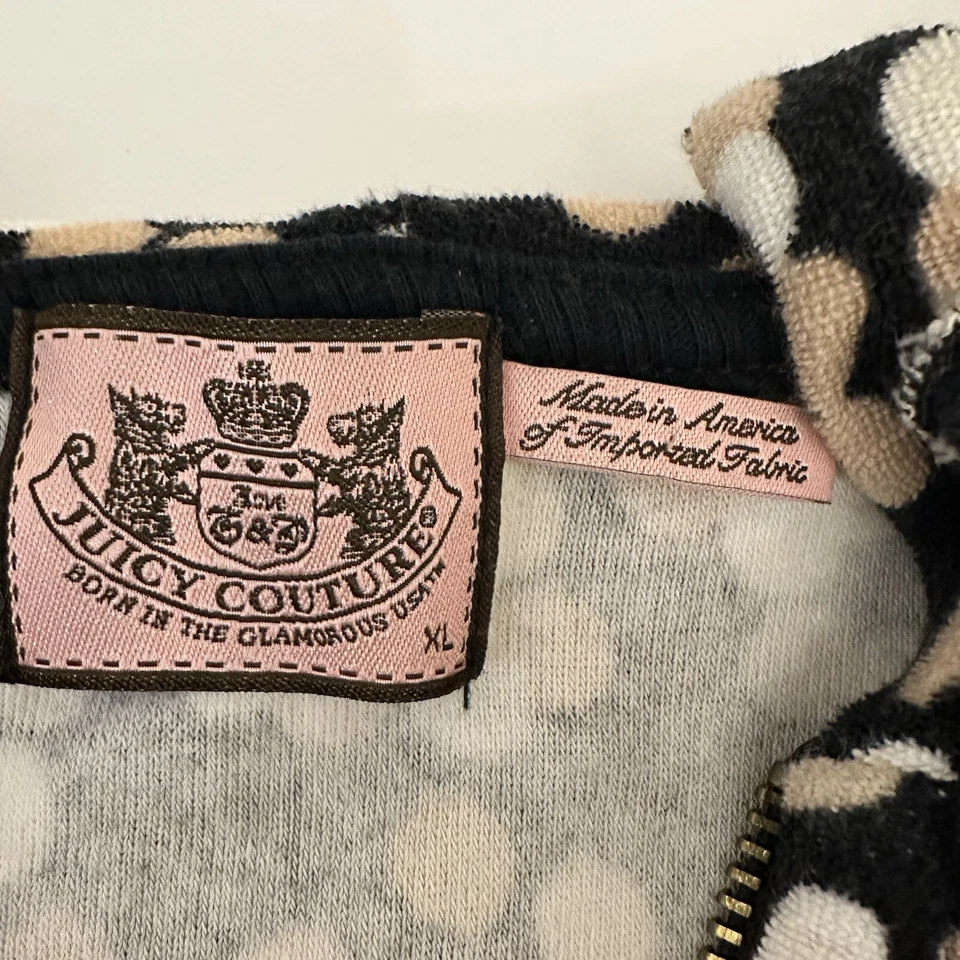 Love
G&P
JUICY COUTURE®
BORN IN THE GLAMOROUS USA™
XL
Made in America
of Imported Fabric